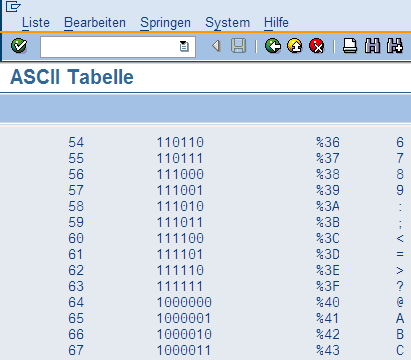 Liste Bearbeiten Springen System Hilfe
ASCII Tabelle
54 110110 %36 6
55 110111 %37 7
56 111000 %38 8
57 111001 %39 9
58 111010 %3A :
59 111011 %3B ;
60 111100 %3C <
61 111101 %3D =
62 111110 %3E >
63 111111 %3F ?
64 1000000 %40 @
65 1000001 %41 A
66 1000010 %42 B
67 1000011 %43 C